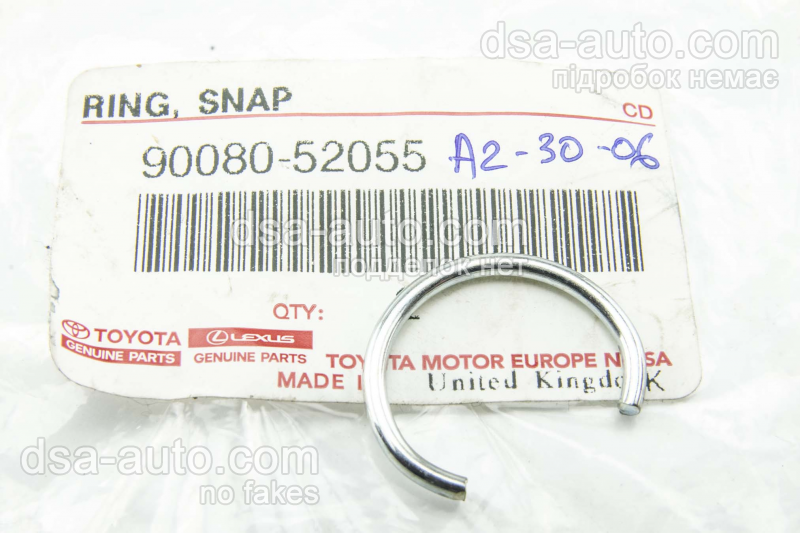 dsa-auto.com
підробок немає
RING, SNAP
CD
90080-52055 A2-30-06
dsa-auto.com
подделок нет
QTY:
TOYOTA
GENUINE PARTS
LEXUS
GENUINE PARTS
TOYOTA MOTOR EUROPE
MADE
United
dsa-auto.com
no fakes